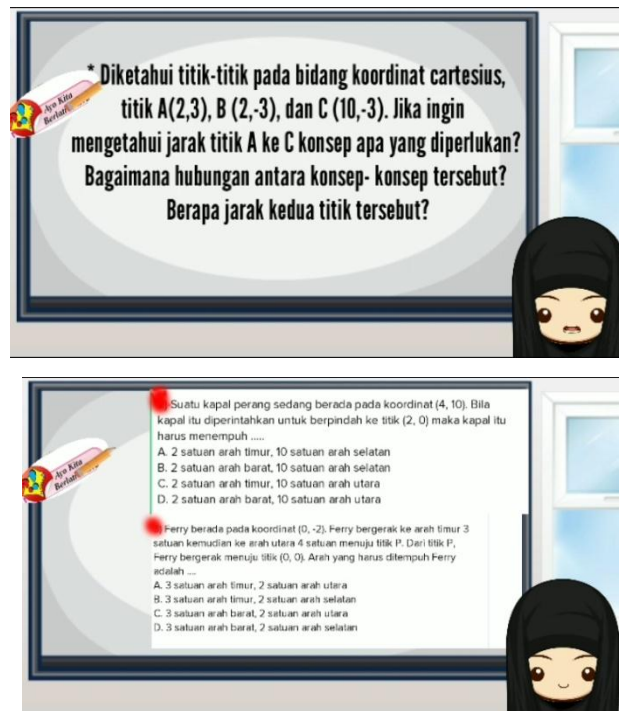 * Diketahui titik-titik pada bidang koordinat cartesius,
titik A(2,3), B (2,-3), dan C (10,-3). Jika ingin
mengetahui jarak titik A ke C konsep apa yang diperlukan?
Bagaimana hubungan antara konsep- konsep tersebut?
Berapa jarak kedua titik tersebut?
Ayo Kita
Berlatih
Suatu kapal perang sedang berada pada koordinat (4, 10). Bila
kapal itu diperintahkan untuk berpindah ke titik (2, 0) maka kapal itu
harus menempuh .....
A. 2 satuan arah timur, 10 satuan arah selatan
B. 2 satuan arah barat, 10 satuan arah selatan
C. 2 satuan arah timur, 10 satuan arah utara
D. 2 satuan arah barat, 10 satuan arah utara
Ayo Kita
Ferry berada pada koordinat (0, -2). Ferry bergerak ke arah timur 3
satuan kemudian ke arah utara 4 satuan menuju titik P. Dari titik P,
Ferry bergerak menuju titik (0, 0). Arah yang harus ditempuh Ferry
adalah ....
A. 3 satuan arah timur, 2 satuan arah utara
B. 3 satuan arah timur, 2 satuan arah selatan
C. 3 satuan arah barat, 2 satuan arah utara
D. 3 satuan arah barat, 2 satuan arah selatan